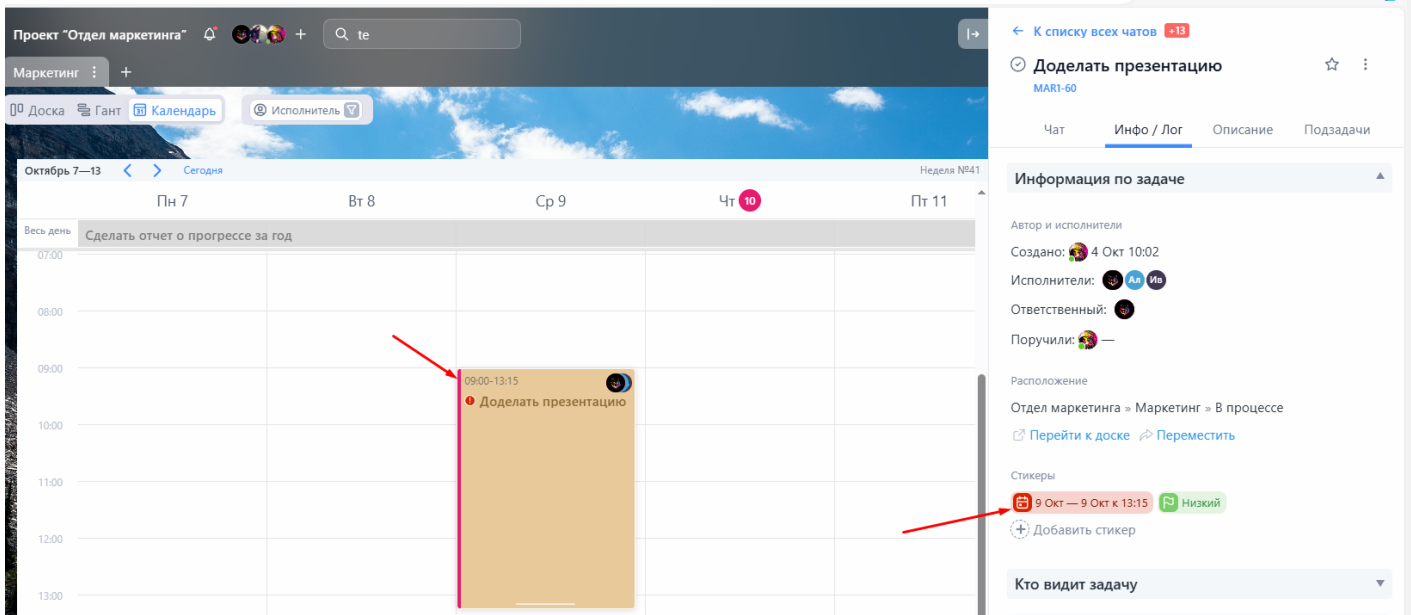 Проект "Отдел маркетинга" + te
Маркетинг +
Доска Гант Календарь Исполнитель
Октябрь 7—13 Сегодня Неделя №41
Пн 7 Вт 8 Ср 9 Чт 10 Пт 11
Весь день Сделать отчет о прогрессе за год
07:00
08:00
09:00
09:00-13:15
Доделать презентацию
10:00
11:00
12:00
13:00
К списку всех чатов +13
Доделать презентацию
MAR1-60
Чат Инфо / Лог Описание Подзадачи
Информация по задаче
Автор и исполнители
Создано: 4 Окт 10:02
Исполнители: Ал Ив
Ответственный:
Поручили: —
Расположение
Отдел маркетинга » Маркетинг » В процессе
Перейти к доске Переместить
Стикеры
9 Окт — 9 Окт к 13:15 Низкий
+ Добавить стикер
Кто видит задачу